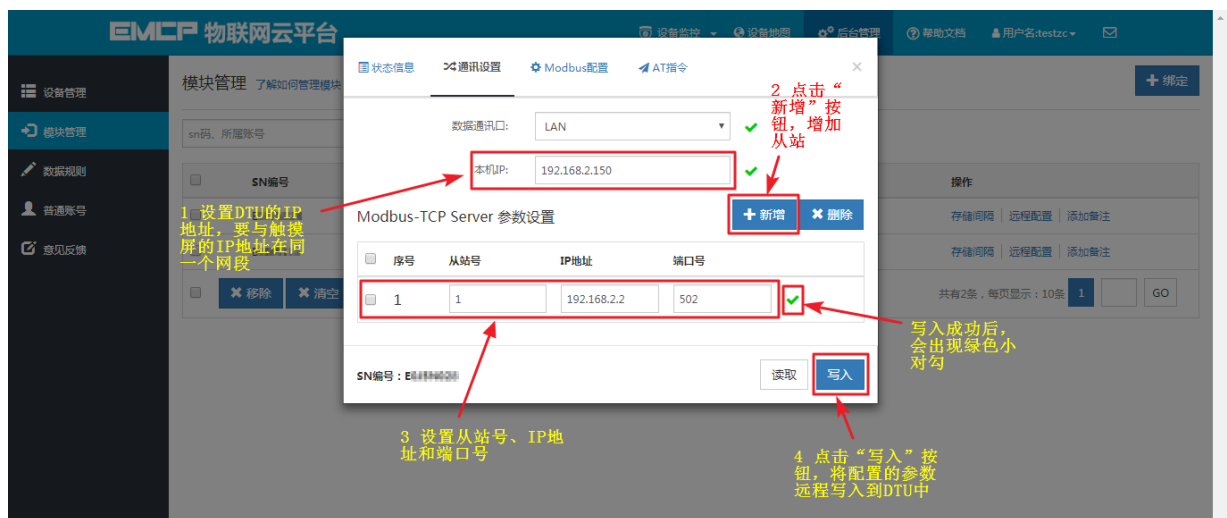 EMCP 物联网云平台
设备监控
设备地图
后台管理
帮助文档
用户名:testzc
设备管理
模块管理
数据规则
普通账号
意见反馈
模块管理 了解如何管理模块
绑定
sn码、所属账号
SN编号
操作
存储间隔 远程配置 添加备注
存储间隔 远程配置 添加备注
移除
清空
共有2条，每页显示：10条 1 GO
状态信息
通讯设置
Modbus配置
AT指令
×
数据通讯口:
LAN
本机IP:
192.168.2.150
Modbus-TCP Server 参数设置
新增
删除
序号 从站号 IP地址 端口号
1 1 192.168.2.2 502
SN编号：E
读取
写入
1 设置DTU的IP
地址，要与触摸
屏的IP地址在同
一个网段
2 点击“
新增”按
钮，增加
从站
3 设置从站号、IP地
址和端口号
写入成功后，
会出现绿色小
对勾
4 点击“写入”按
钮，将配置的参数
远程写入到DTU中